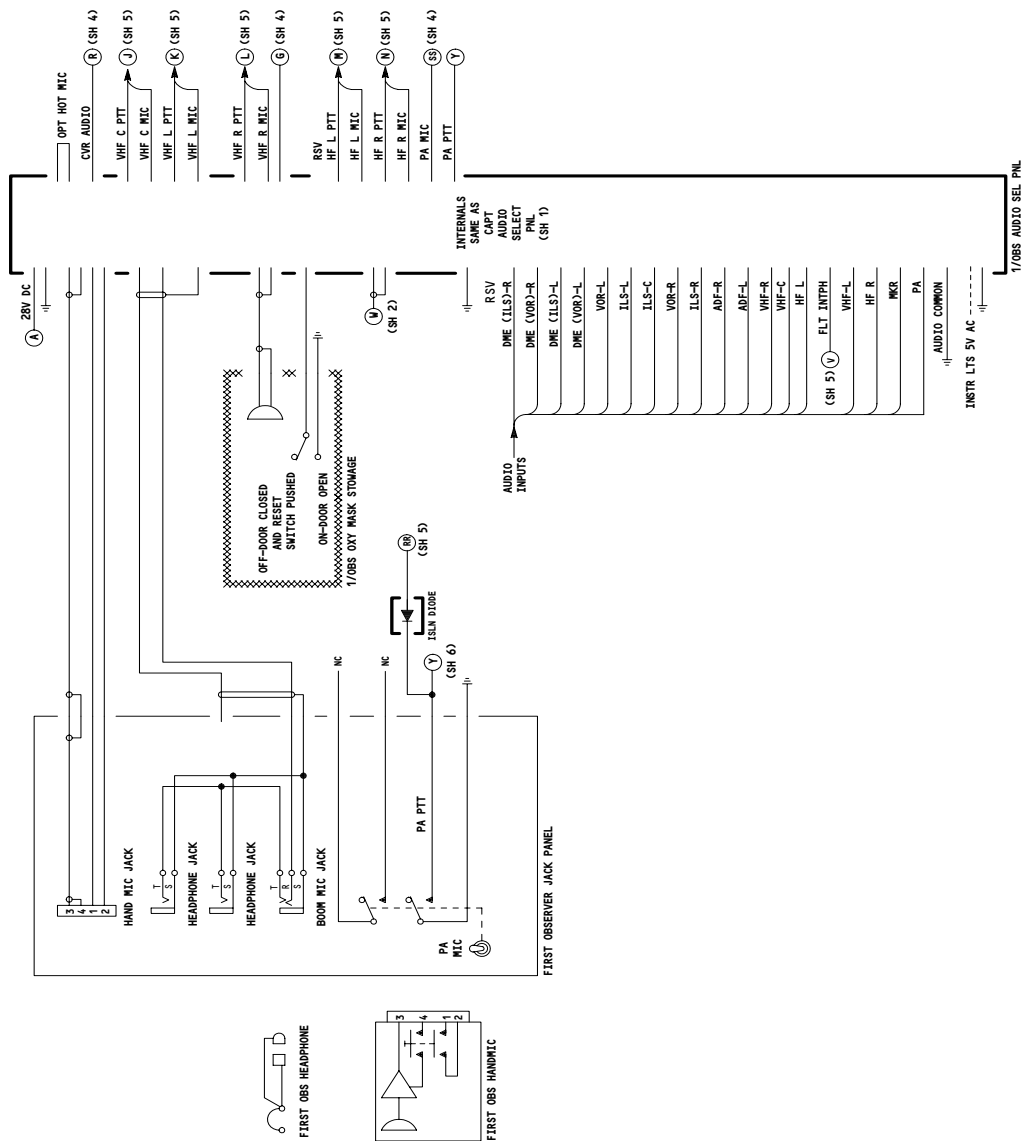 FIRST OBS HEADPHONE
FIRST OBS HANDMIC
3
4
1
2
3
4
1
2
HAND MIC JACK
T
S
HEADPHONE JACK
T
S
HEADPHONE JACK
T
R
S
BOOM MIC JACK
PA
MIC
PA PTT
FIRST OBSERVER JACK PANEL
NC
NC
Y
(SH 6)
ISLN DIODE
RR
(SH 5)
OFF-DOOR CLOSED
AND RESET
SWITCH PUSHED
ON-DOOR OPEN
1/OBS OXY MASK STOWAGE
A
28V DC
W
(SH 2)
AUDIO
INPUTS
RSV
DME (ILS)-R
DME (VOR)-R
DME (ILS)-L
DME (VOR)-L
VOR-L
ILS-L
ILS-C
VOR-R
ILS-R
ADF-R
ADF-L
VHF-R
VHF-C
HF L
FLT INTPH
(SH 5) V
VHF-L
HF R
MKR
PA
AUDIO COMMON
INSTR LTS 5V AC
INTERNALS
SAME AS
CAPT
AUDIO
SELECT
PNL
(SH 1)
1/OBS AUDIO SEL PNL
OPT HOT MIC
CVR AUDIO
R (SH 4)
VHF C PTT
J (SH 5)
VHF C MIC
VHF L PTT
K (SH 5)
VHF L MIC
VHF R PTT
L (SH 5)
VHF R MIC
G (SH 4)
RSV
HF L PTT
M (SH 5)
HF L MIC
HF R PTT
N (SH 5)
HF R MIC
PA MIC
SS (SH 4)
PA PTT
Y